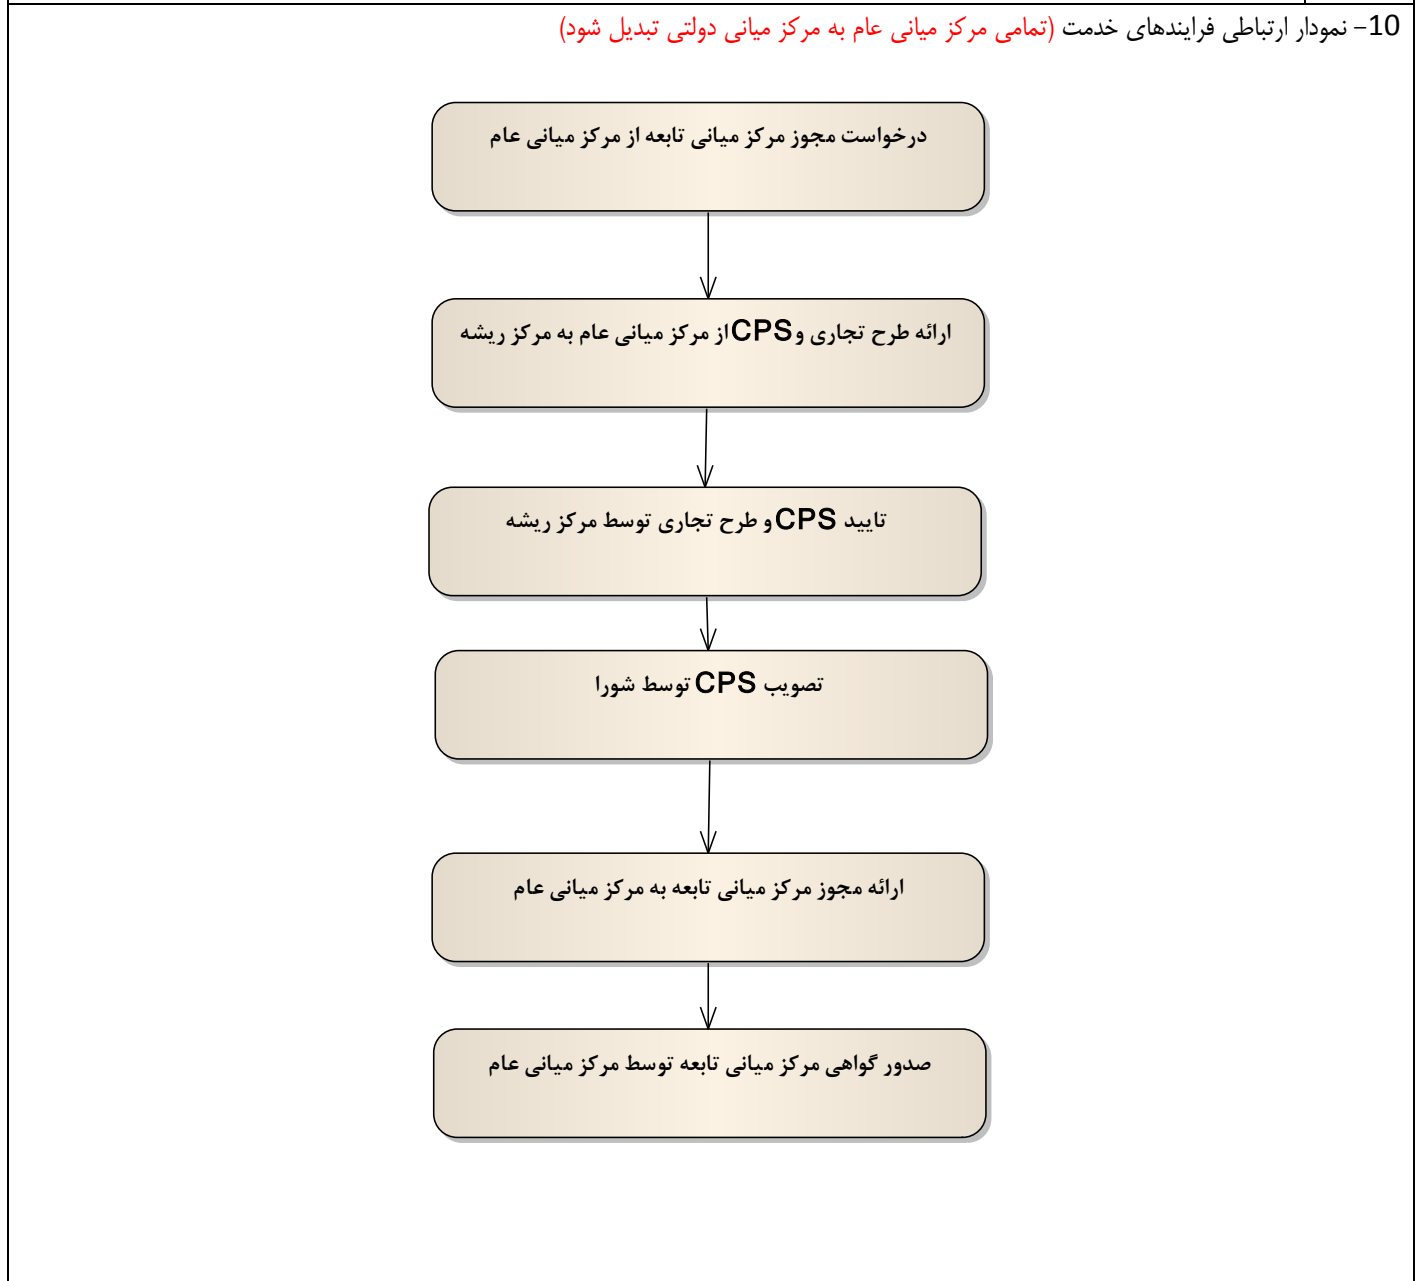 10- نمودار ارتباطی فرایندهای خدمت (تمامی مرکز میانی عام به مرکز میانی دولتی تبدیل شود)
درخواست مجوز مرکز میانی تابعه از مرکز میانی عام
ارائه طرح تجاری و CPS از مرکز میانی عام به مرکز ریشه
تایید CPS و طرح تجاری توسط مرکز ریشه
تصویب CPS توسط شورا
ارائه مجوز مرکز میانی تابعه به مرکز میانی عام
صدور گواهی مرکز میانی تابعه توسط مرکز میانی عام